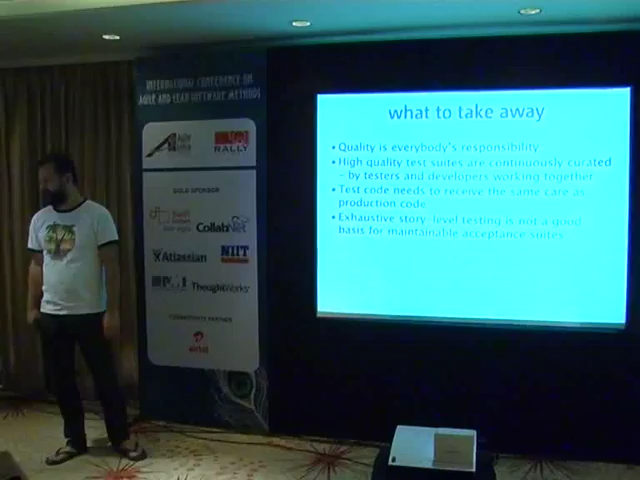 INTERNATIONAL CONFERENCE ON
AGILE AND LEAN SOFTWARE METHODS
RALLY
GOLD SPONSOR
CollabNet
Atlassian
NIIT
ThoughtWorks
airtel
what to take away
• Quality is everybody's responsibility
• High quality test suites are continuously curated
- by testers and developers working together
• Test code needs to receive the same care as
production code
• Exhaustive story-level testing is not a good
basis for maintainable acceptance suites